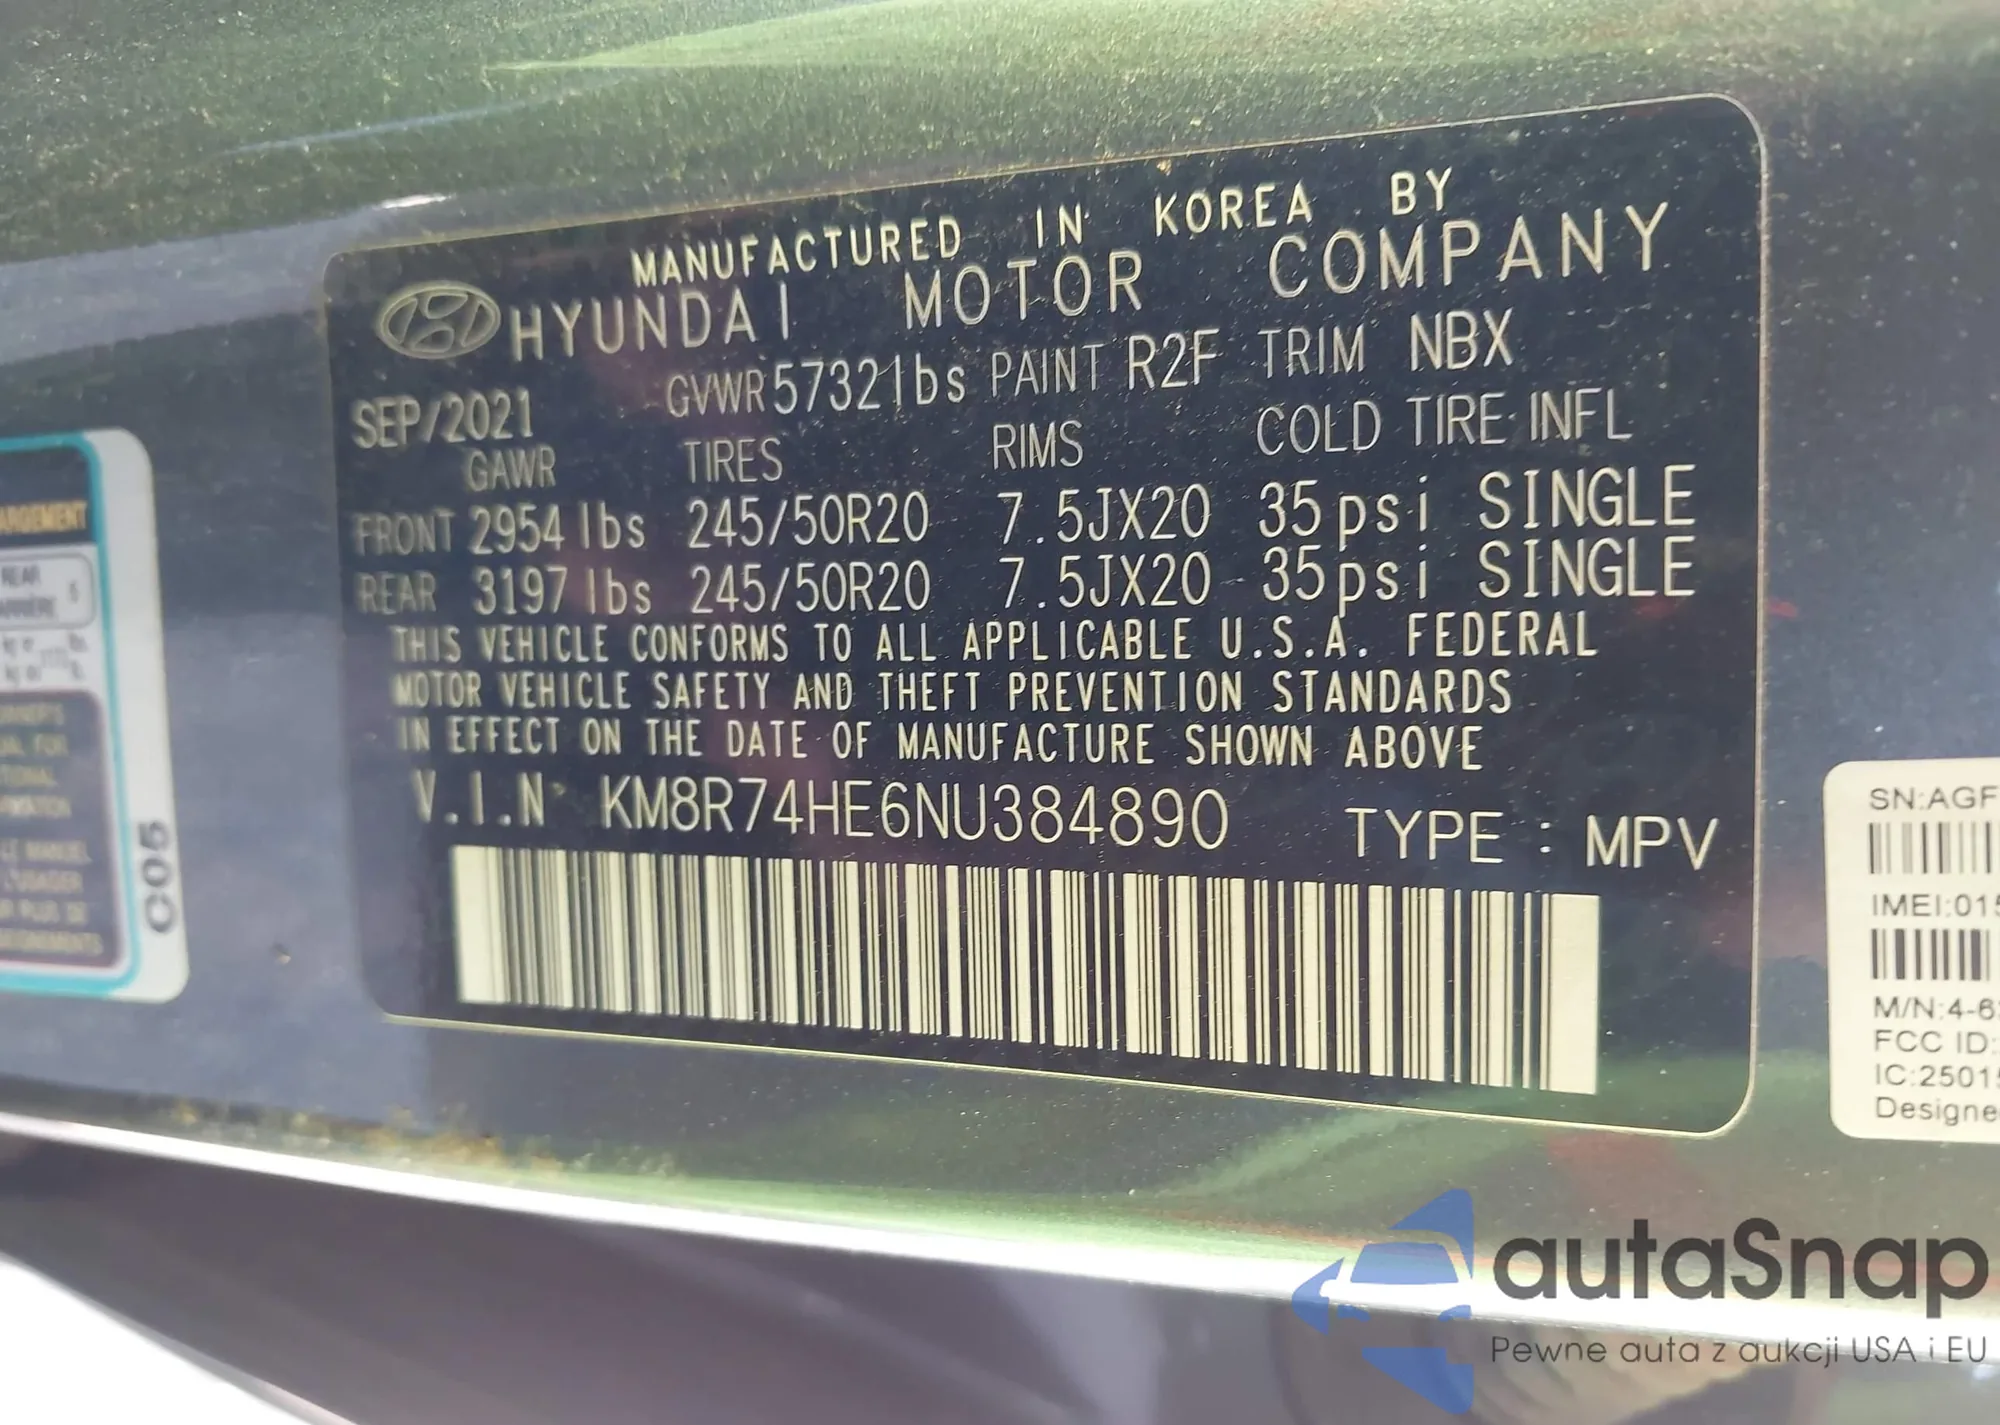 MANUFACTURED IN KOREA BY
HYUNDAI MOTOR COMPANY
SEP/2021 GVWR 5732lbs PAINT R2F TRIM NBX
GAWR TIRES RIMS COLD TIRE INFL
FRONT 2954 lbs 245/50R20 7.5JX20 35psi SINGLE
REAR 3197 lbs 245/50R20 7.5JX20 35psi SINGLE
THIS VEHICLE CONFORMS TO ALL APPLICABLE U.S.A. FEDERAL
MOTOR VEHICLE SAFETY AND THEFT PREVENTION STANDARDS
IN EFFECT ON THE DATE OF MANUFACTURE SHOWN ABOVE
V.I.N KM8R74HE6NU384890 TYPE : MPV
REAR
C05
SN:AGF
IMEI:015
M/N:4-6
FCC ID:
IC:2501
Designe
autaSnap
Pewne auta z aukcji USA i EU